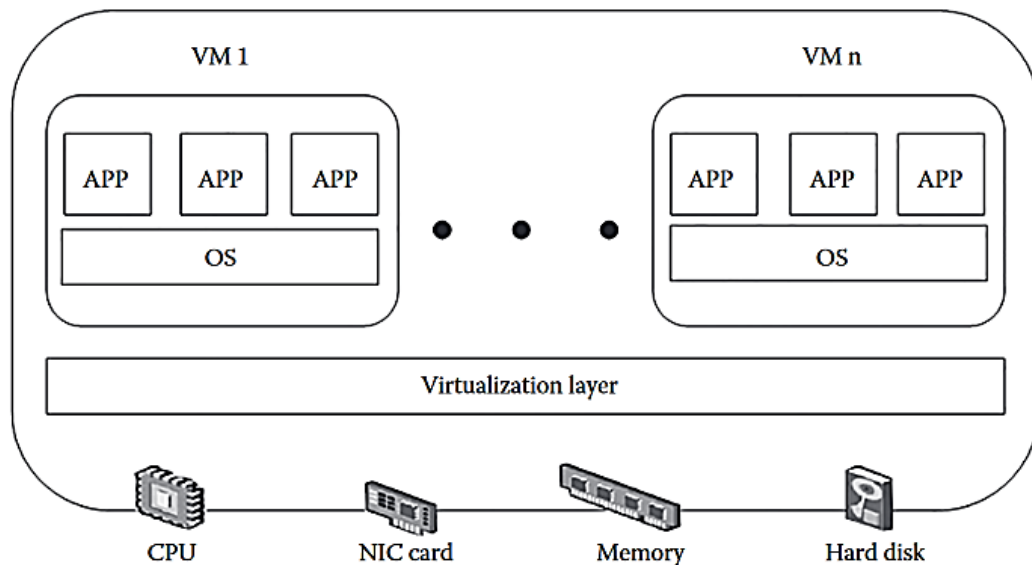 VM 1
VM n
APP
APP
APP
APP
APP
APP
OS
OS
Virtualization layer
CPU
NIC card
Memory
Hard disk